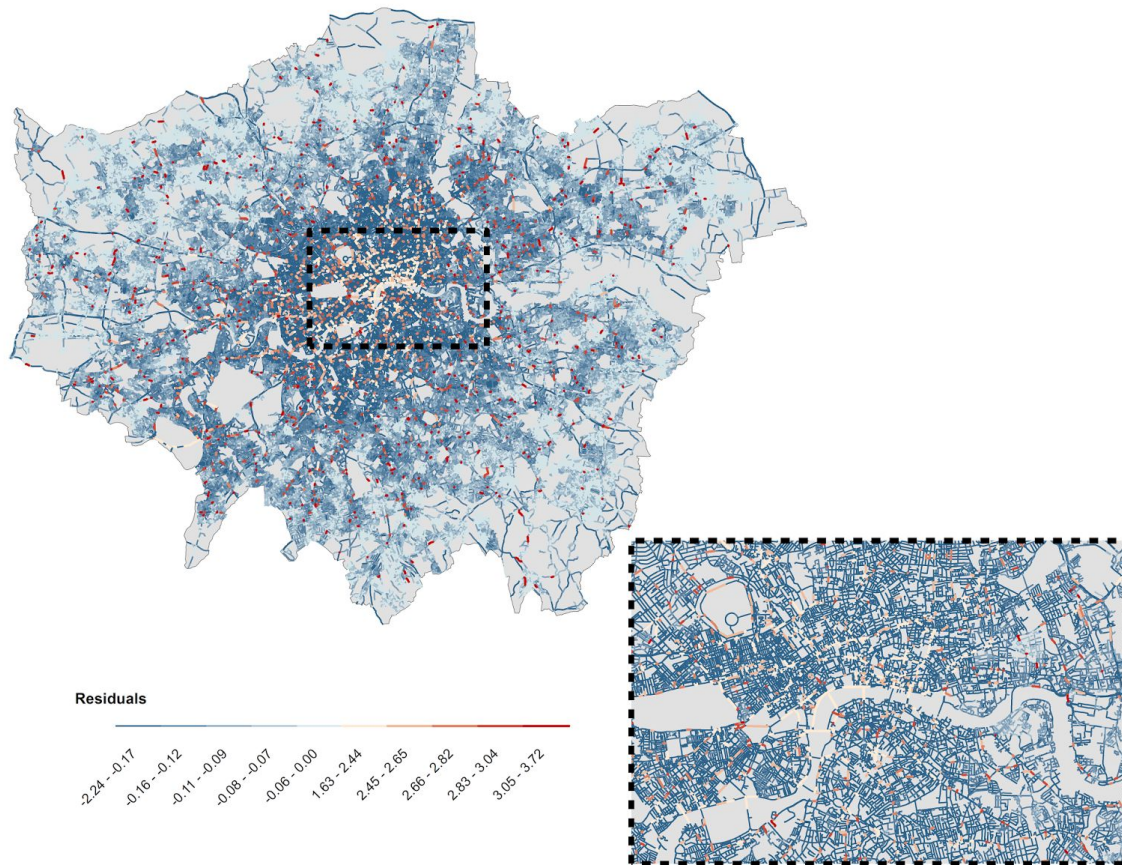 Residuals
-2.24 - -0.17
-0.16 - -0.12
-0.11 - -0.09
-0.08 - -0.07
-0.06 - 0.00
1.63 - 2.44
2.45 - 2.65
2.66 - 2.82
2.83 - 3.04
3.05 - 3.72